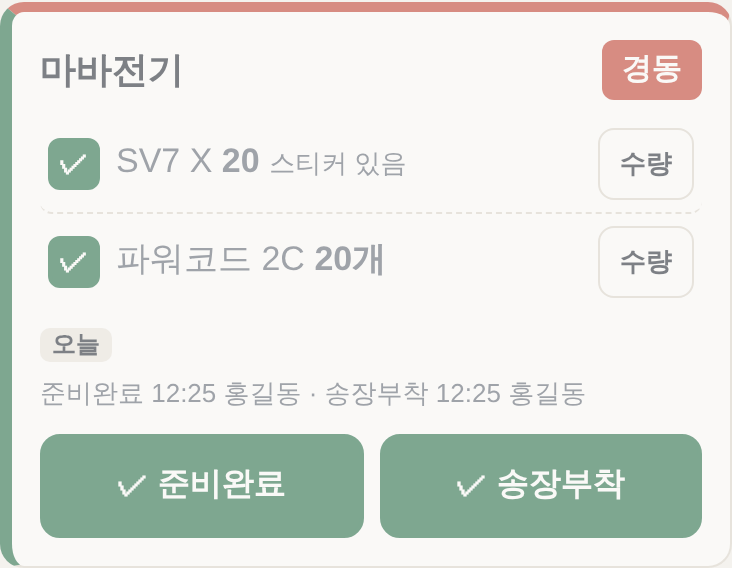 마바전기
경동
✓ SV7 X 20 스티커 있음
수량
✓ 파워코드 2C 20개
수량
오늘
준비완료 12:25 홍길동 · 송장부착 12:25 홍길동
✓ 준비완료
✓ 송장부착